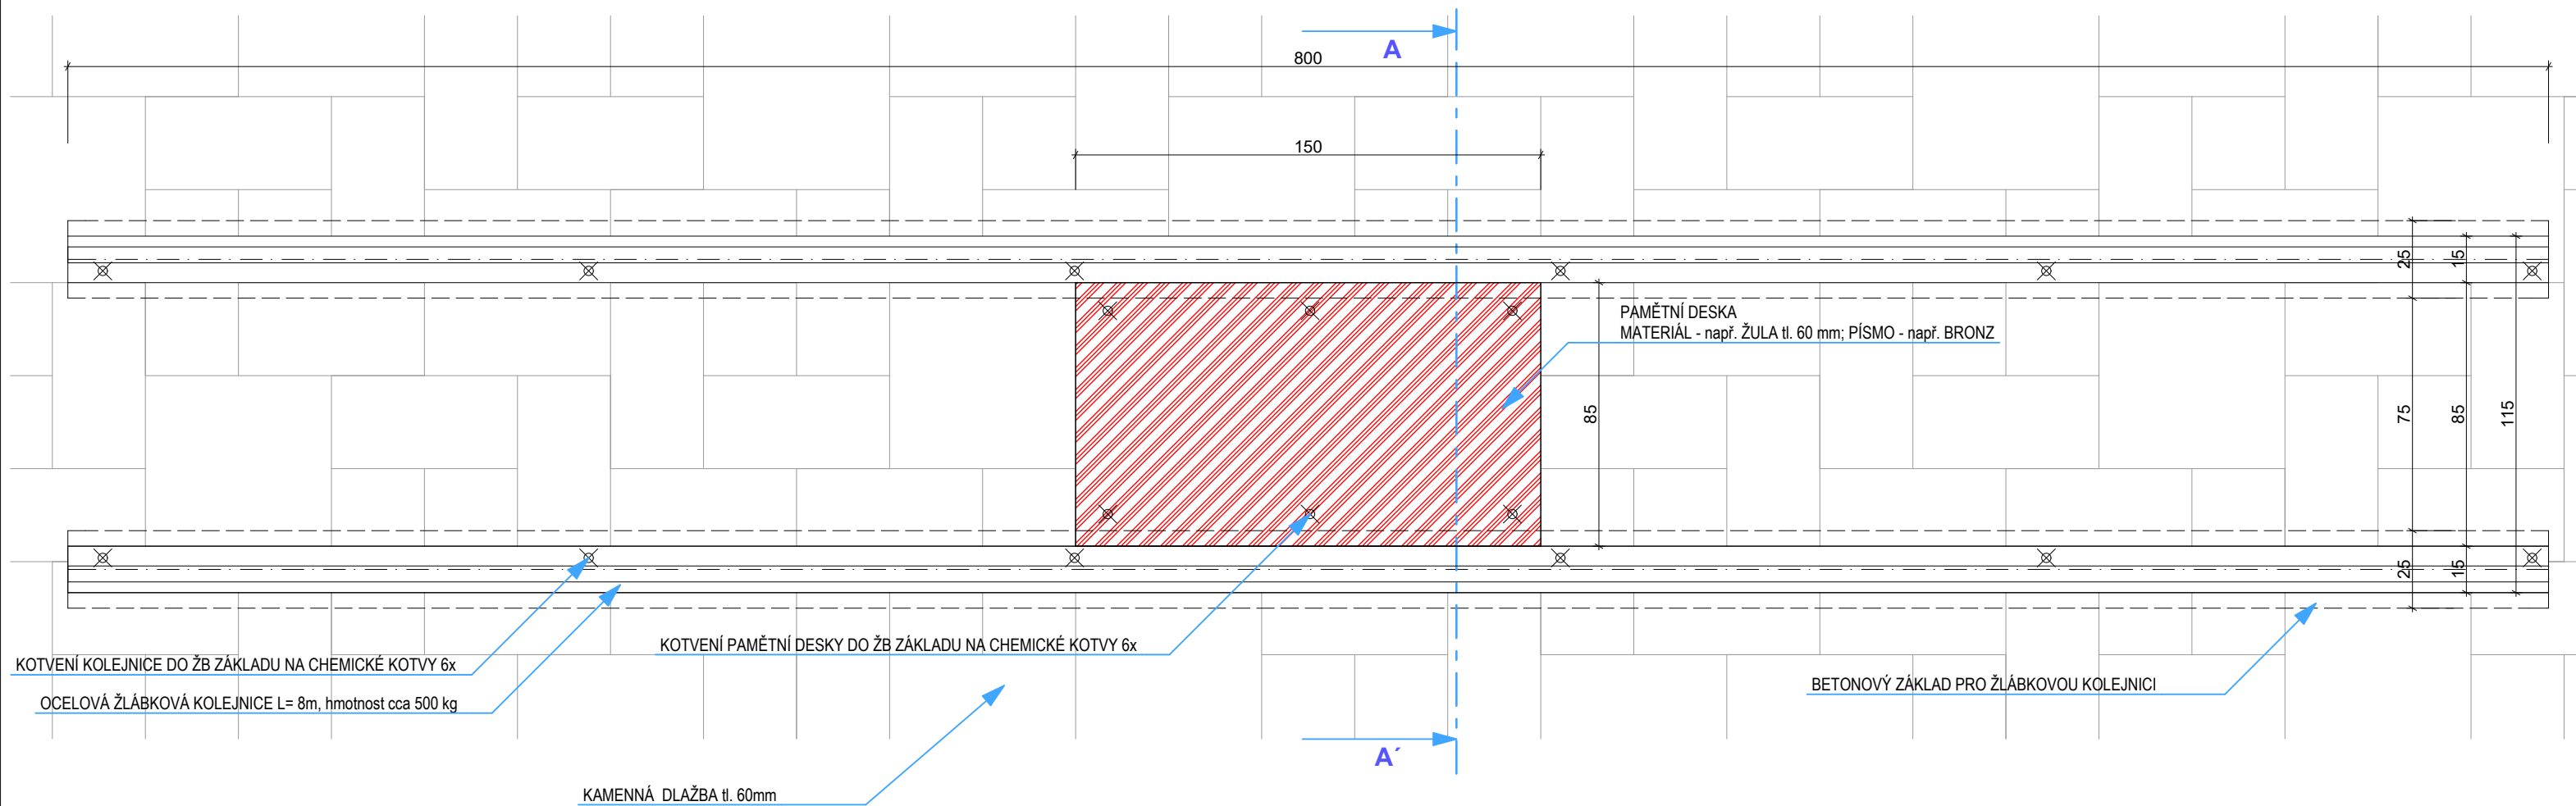 A
800
150
25
15
PAMĚTNÍ DESKA
MATERIÁL - např. ŽULA tl. 60 mm; PÍSMO - např. BRONZ
85
75
85
115
25
15
KOTVENÍ PAMĚTNÍ DESKY DO ŽB ZÁKLADU NA CHEMICKÉ KOTVY 6x
KOTVENÍ KOLEJNICE DO ŽB ZÁKLADU NA CHEMICKÉ KOTVY 6x
BETONOVÝ ZÁKLAD PRO ŽLÁBKOVOU KOLEJNICI
OCELOVÁ ŽLÁBKOVÁ KOLEJNICE L= 8m, hmotnost cca 500 kg
A´
KAMENNÁ DLAŽBA tl. 60mm